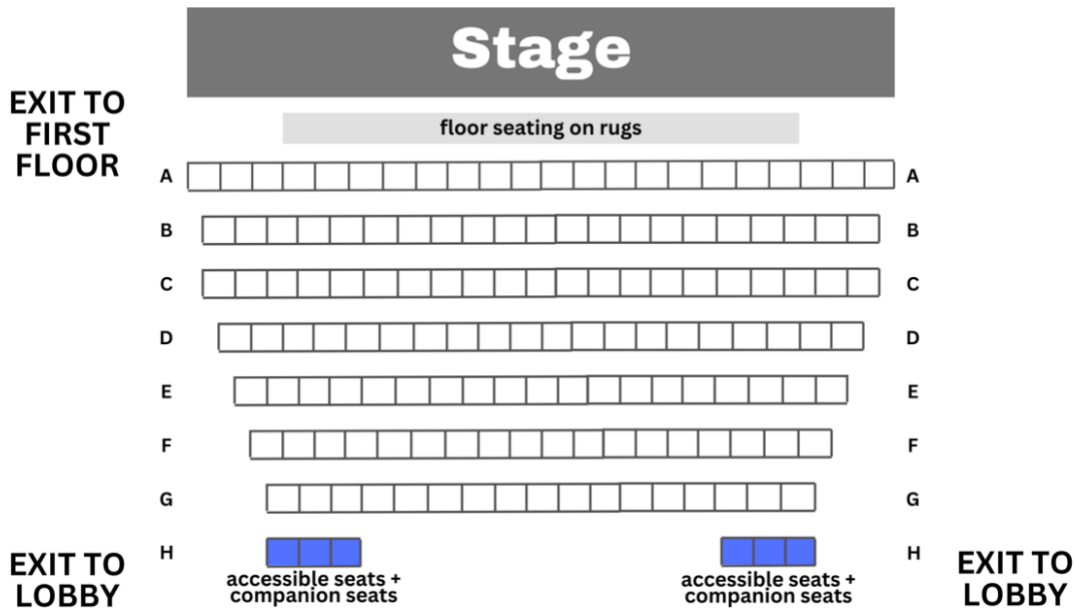 Stage
EXIT TO
FIRST
FLOOR
floor seating on rugs
A A
B B
C C
D D
E E
F F
G G
H H
EXIT TO
LOBBY
accessible seats +
companion seats
accessible seats +
companion seats
EXIT TO
LOBBY